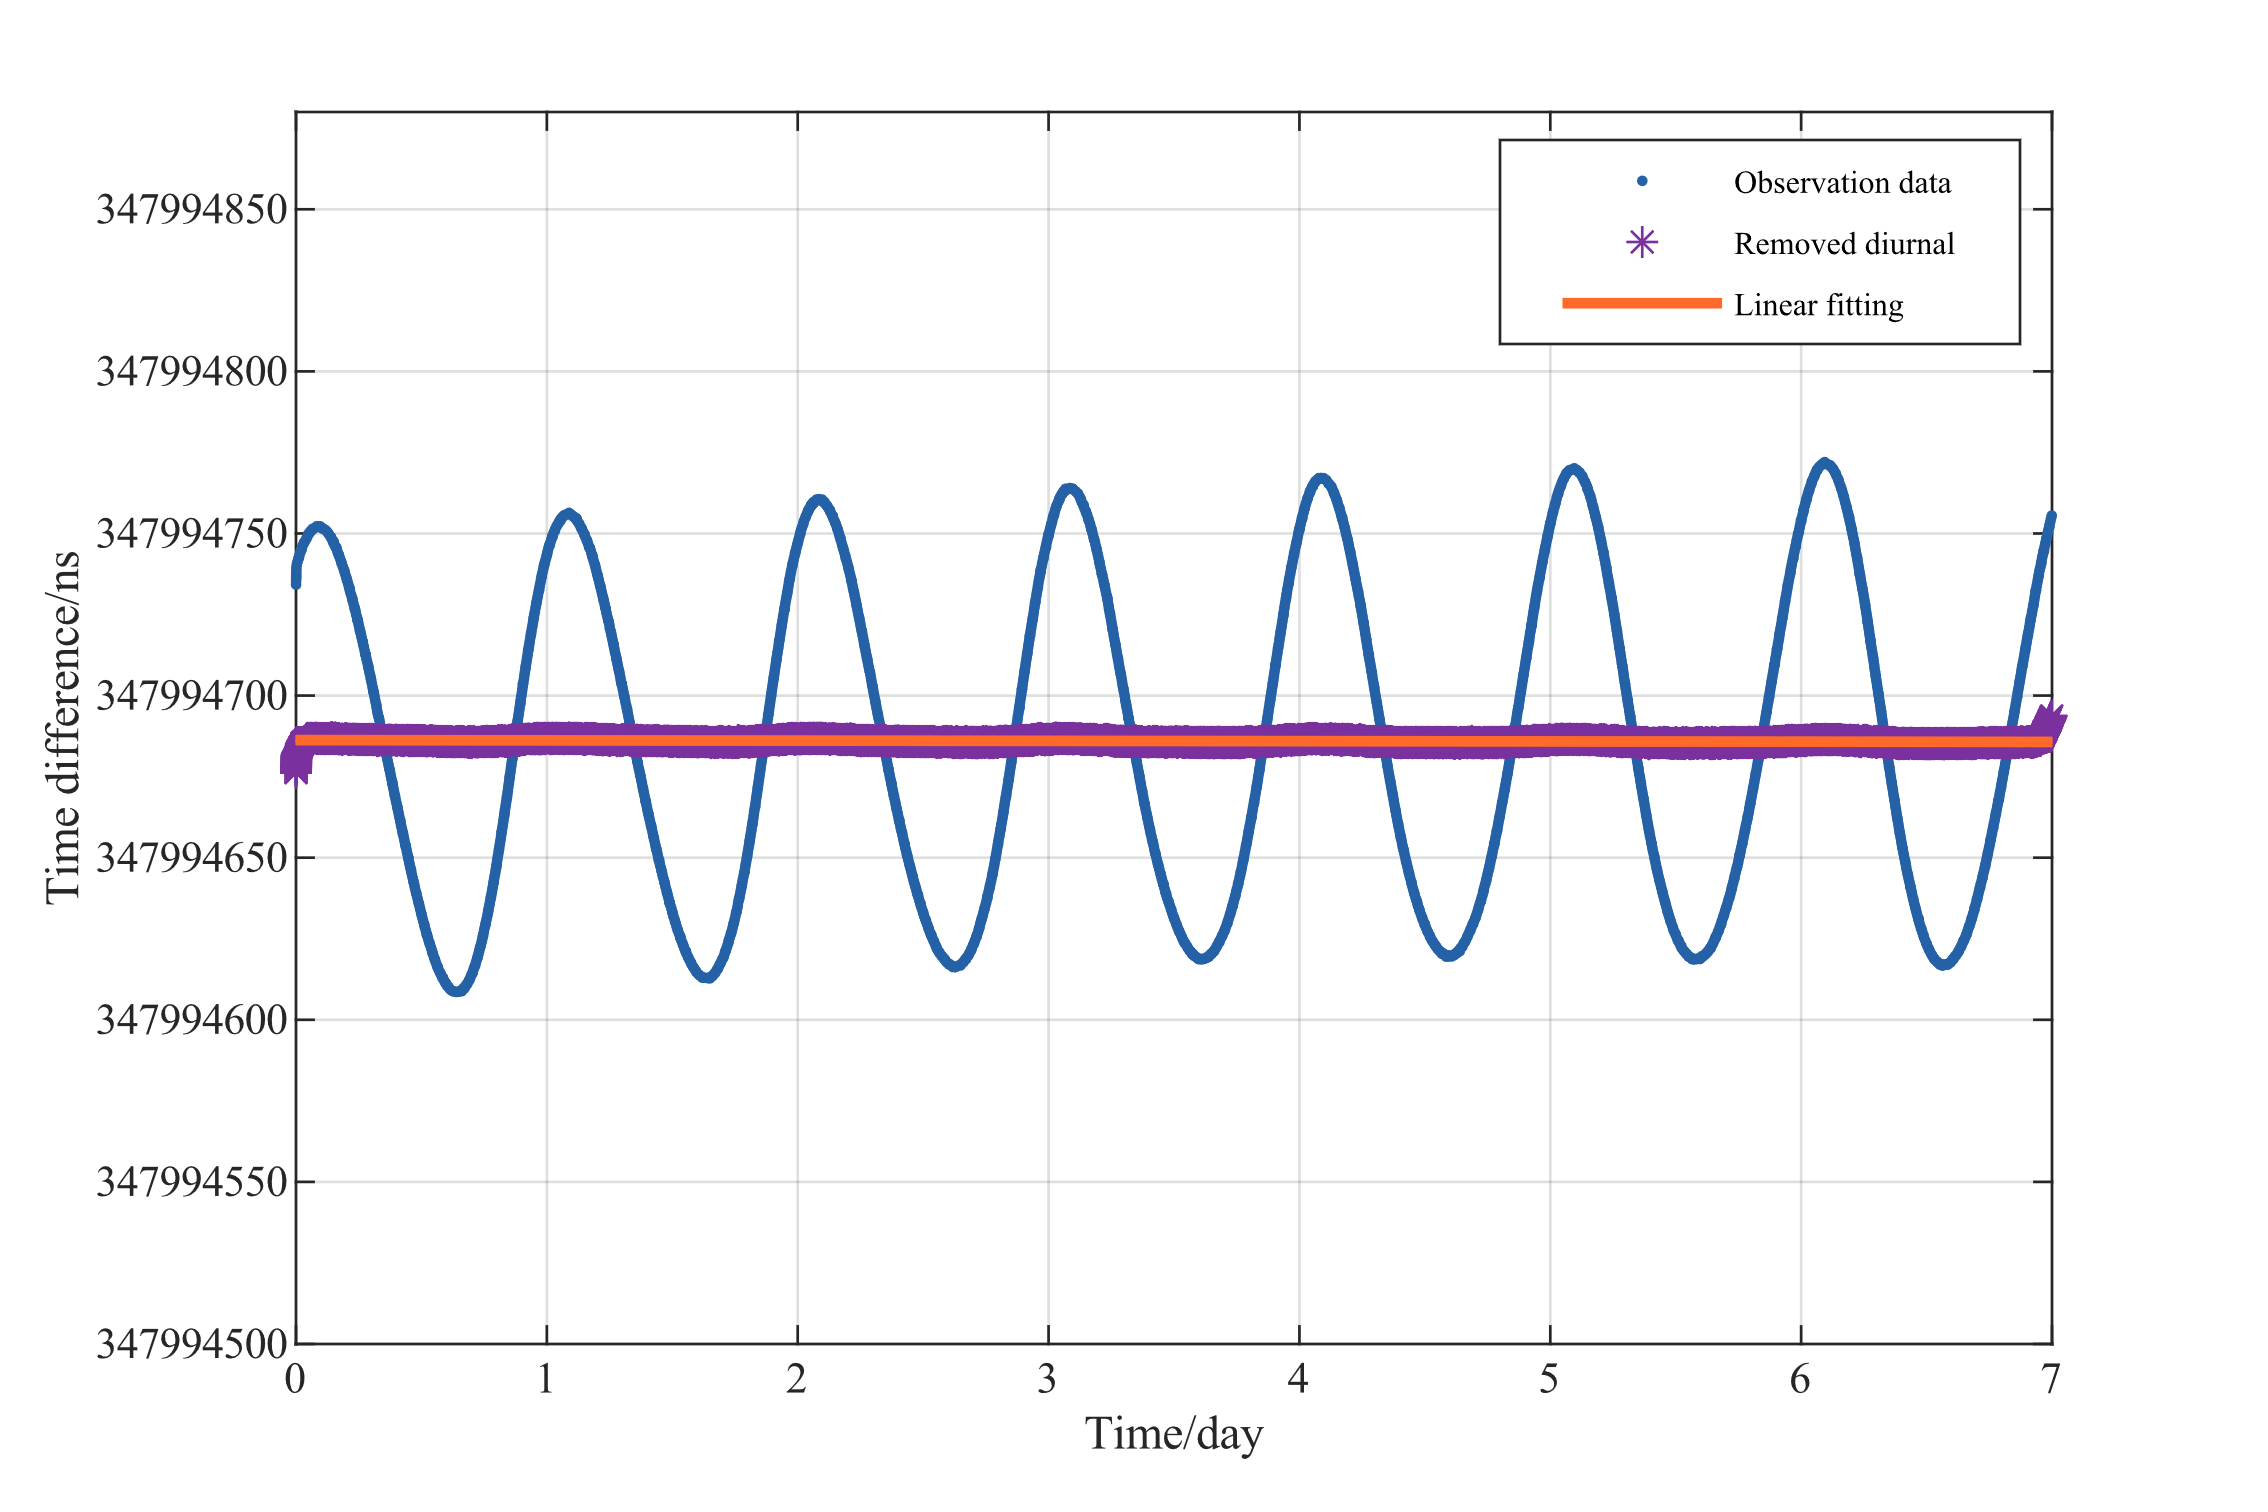 Observation data
Removed diurnal
Linear fitting
347994850
347994800
347994750
347994700
347994650
347994600
347994550
347994500
Time difference/ns
0 1 2 3 4 5 6 7
Time/day